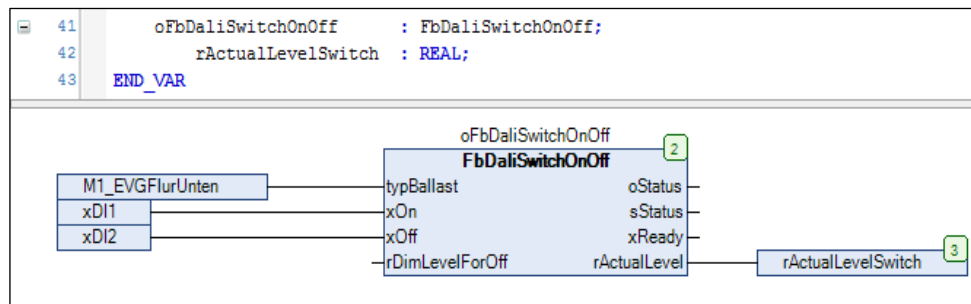 41 oFbDaliSwitchOnOff : FbDaliSwitchOnOff;
42 rActualLevelSwitch : REAL;
43 END_VAR
oFbDaliSwitchOnOff
2
FbDaliSwitchOnOff
M1_EVGFlurUnten typBallast oStatus
xDI1 xOn sStatus
xDI2 xOff xReady
rDimLevelForOff rActualLevel rActualLevelSwitch 3